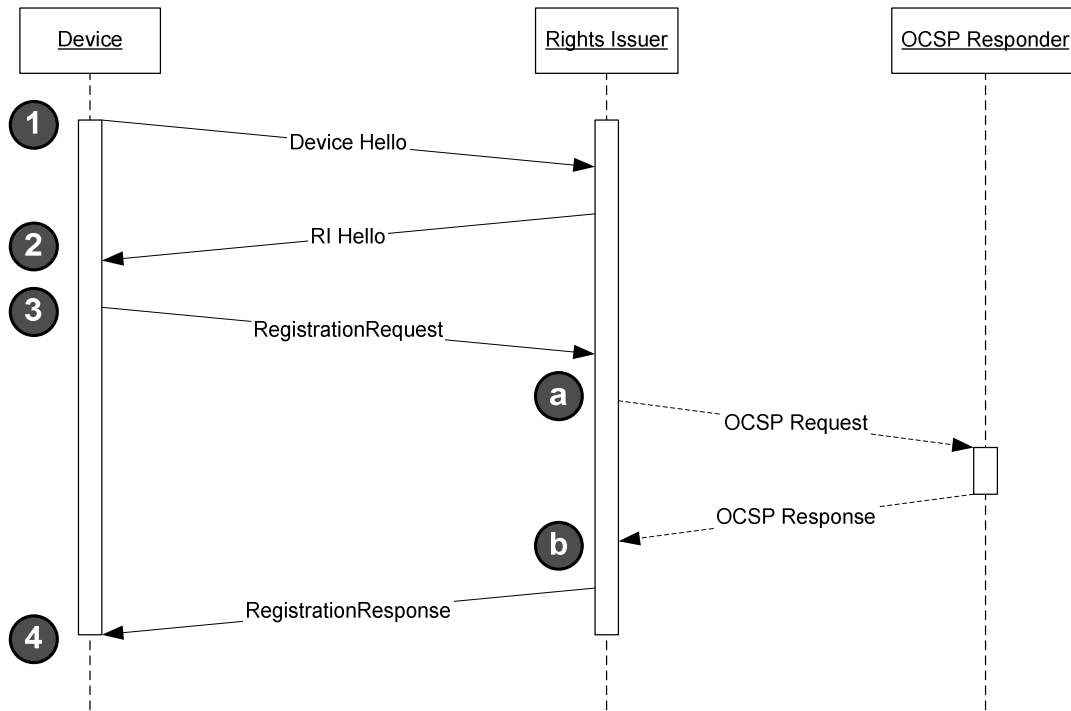 Device
Rights Issuer
OCSP Responder
1
Device Hello
2
RI Hello
3
RegistrationRequest
a
OCSP Request
OCSP Response
b
RegistrationResponse
4